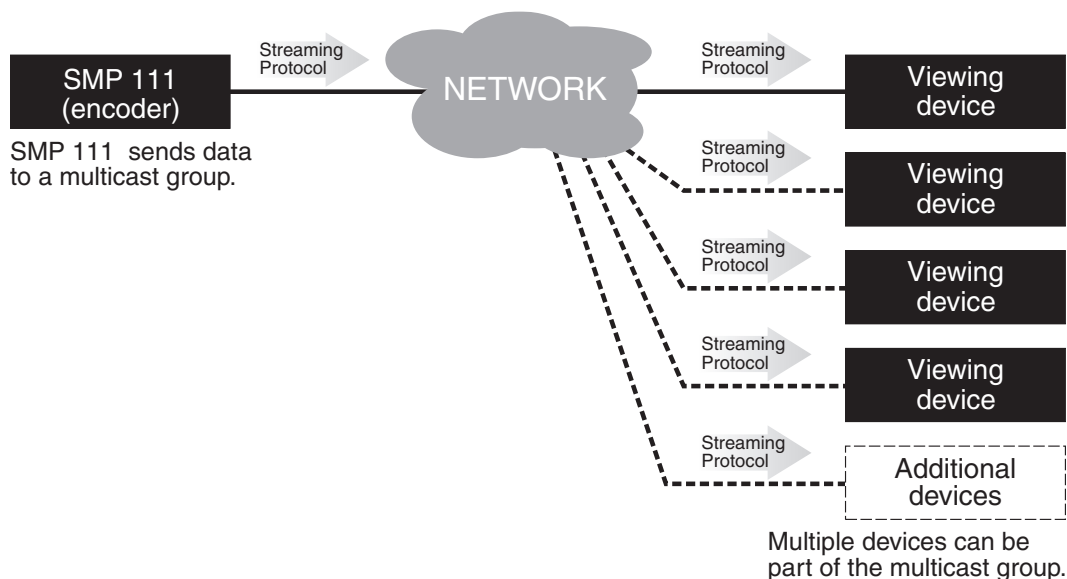 Streaming
Protocol
SMP 111
(encoder)
SMP 111 sends data
to a multicast group.
NETWORK
Streaming
Protocol
Viewing
device
Streaming
Protocol
Viewing
device
Streaming
Protocol
Viewing
device
Streaming
Protocol
Viewing
device
Streaming
Protocol
Additional
devices
Multiple devices can be
part of the multicast group.